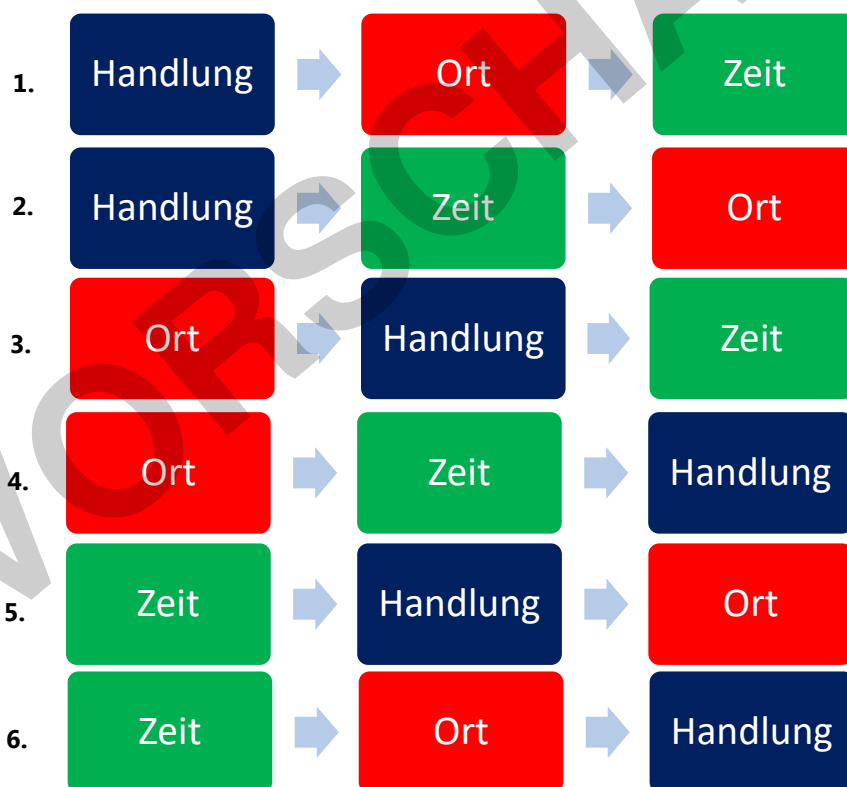 1. Handlung Ort Zeit
2. Handlung Zeit Ort
3. Ort Handlung Zeit
4. Ort Zeit Handlung
5. Zeit Handlung Ort
6. Zeit Ort Handlung
VORSCHA